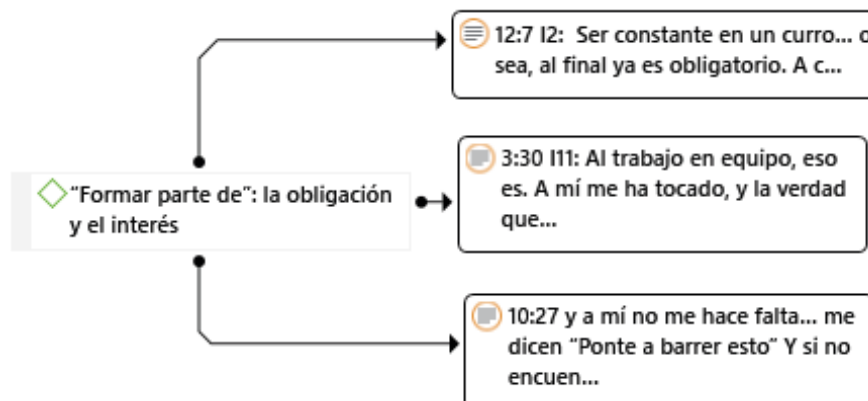 12:7 I2: Ser constante en un curro... o
sea, al final ya es obligatorio. A c...
"Formar parte de": la obligación
y el interés
3:30 I11: Al trabajo en equipo, eso
es. A mí me ha tocado, y la verdad
que...
10:27 y a mí no me hace falta... me
dicen "Ponte a barrer esto" Y si no
encuen...